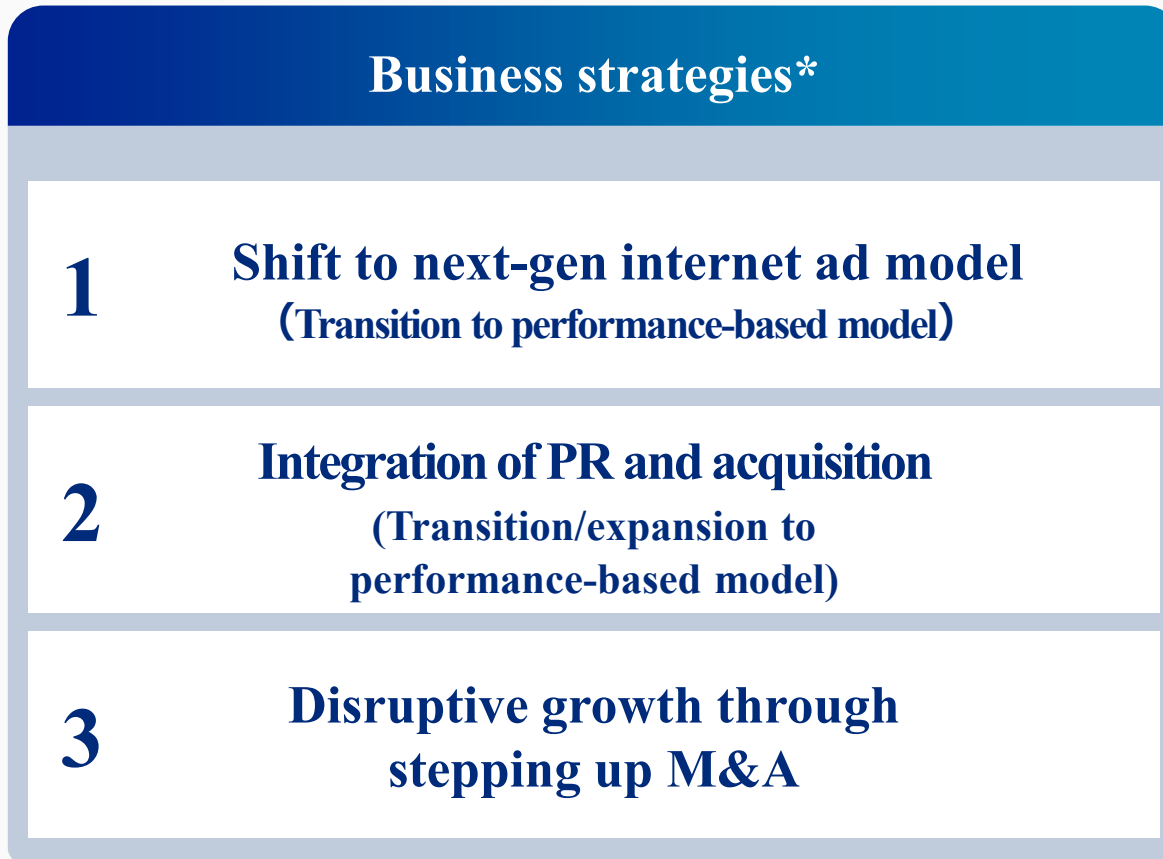 Business strategies*
1
Shift to next-gen internet ad model
（Transition to performance-based model）
2
Integration of PR and acquisition
(Transition/expansion to
performance-based model)
3
Disruptive growth through
stepping up M&A